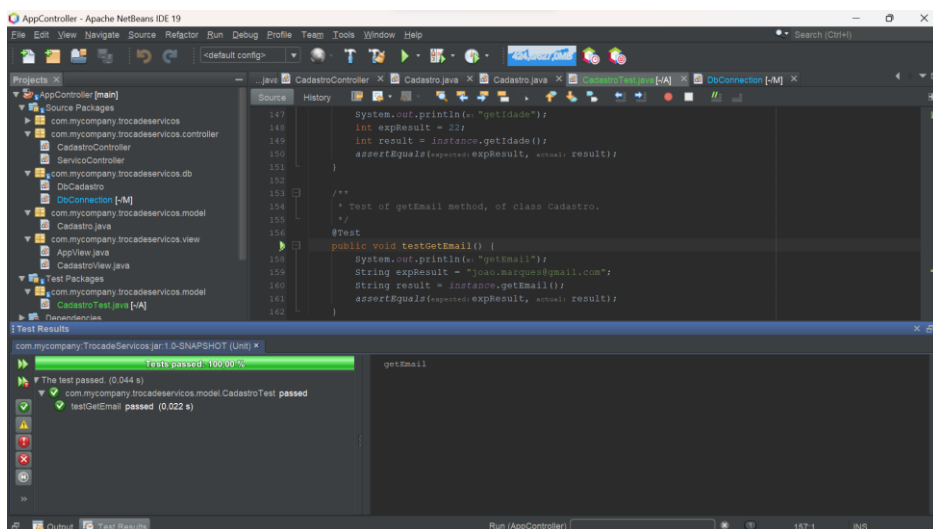 AppController - Apache NetBeans IDE 19
File Edit View Navigate Source Refactor Run Debug Profile Team Tools Window Help
Search (Ctrl+I)
<default config>
Projects
...java CadastroController Cadastro.java Cadastro.java CadastroTest.java [-/A] DbConnection [-/M]
AppController [main]
Source Packages
com.mycompany.trocadeservicos
com.mycompany.trocadeservicos.controller
CadastroController
ServicoController
com.mycompany.trocadeservicos.db
DbCadastro
DbConnection [-/M]
com.mycompany.trocadeservicos.model
Cadastro.java
com.mycompany.trocadeservicos.view
AppView.java
CadastroView.java
Test Packages
com.mycompany.trocadeservicos.model
CadastroTest.java [-/A]
Dependencies
Source History
147 System.out.println(x: "getIdade");
148 int expResult = 22;
149 int result = instance.getIdade();
150 assertEquals(expected: expResult, actual: result);
151 }
152
153 /**
154 * Test of getEmail method, of class Cadastro.
155 */
156 @Test
public void testGetEmail() {
158 System.out.println(x: "getEmail");
159 String expResult = "joao.marques@gmail.com";
160 String result = instance.getEmail();
161 assertEquals(expected: expResult, actual: result);
162 }
Test Results
com.mycompany:TrocadeServicos:jar:1.0-SNAPSHOT (Unit)
Tests passed: 100,00 %
The test passed. (0,044 s)
com.mycompany.trocadeservicos.model.CadastroTest passed
testGetEmail passed (0,022 s)
getEmail
Output Test Results
Run (AppController)
157:1 INS